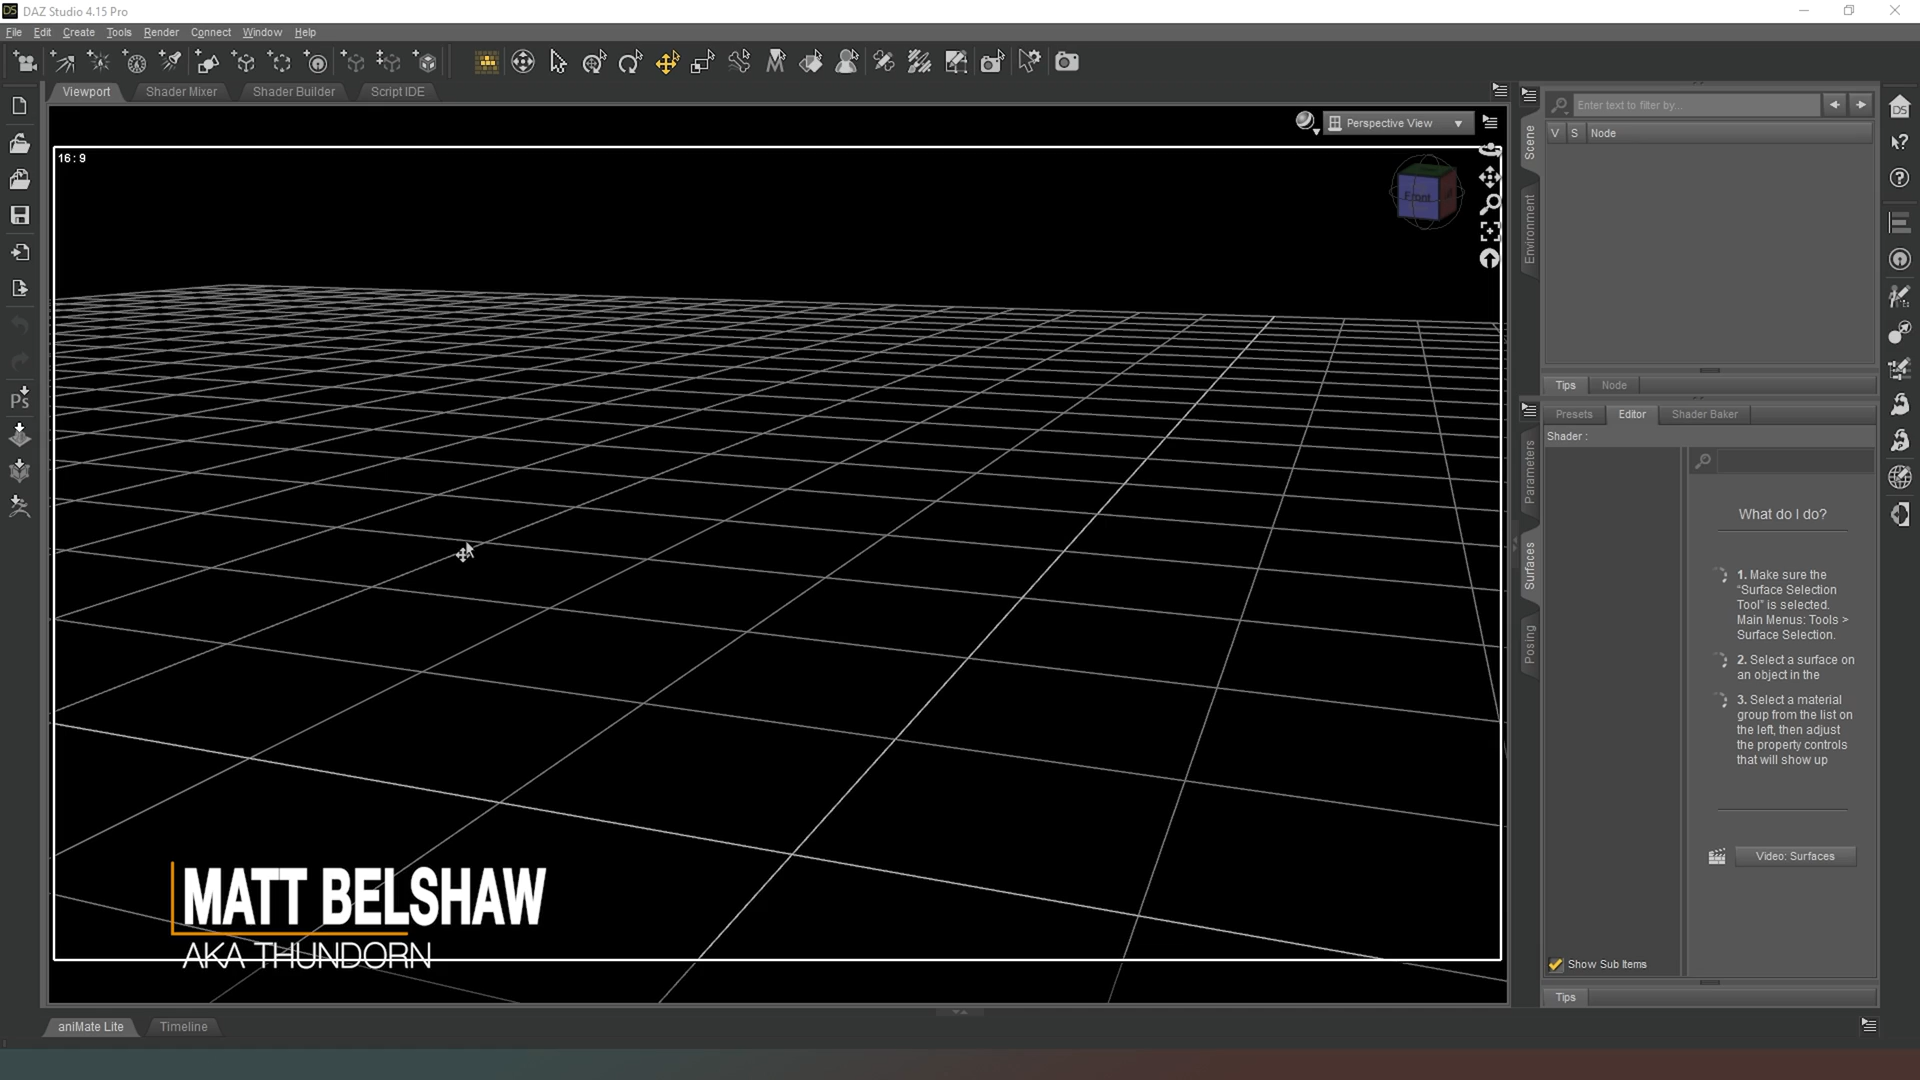 DAZ Studio 4.15 Pro
File Edit Create Tools Render Connect Window Help
Viewport Shader Mixer Shader Builder Script IDE
Perspective View
16 : 9
Front
Enter text to filter by...
V S Node
Scene
Environment
Tips Node
Presets Editor Shader Baker
Shader :
Parameters
Surfaces
Posing
What do I do?
1. Make sure the
"Surface Selection
Tool" is selected.
Main Menus: Tools >
Surface Selection.
2. Select a surface on
an object in the
3. Select a material
group from the list on
the left, then adjust
the property controls
that will show up
Video: Surfaces
Show Sub Items
Tips
MATT BELSHAW
AKA THUNDORN
aniMate Lite Timeline
Ps
DS